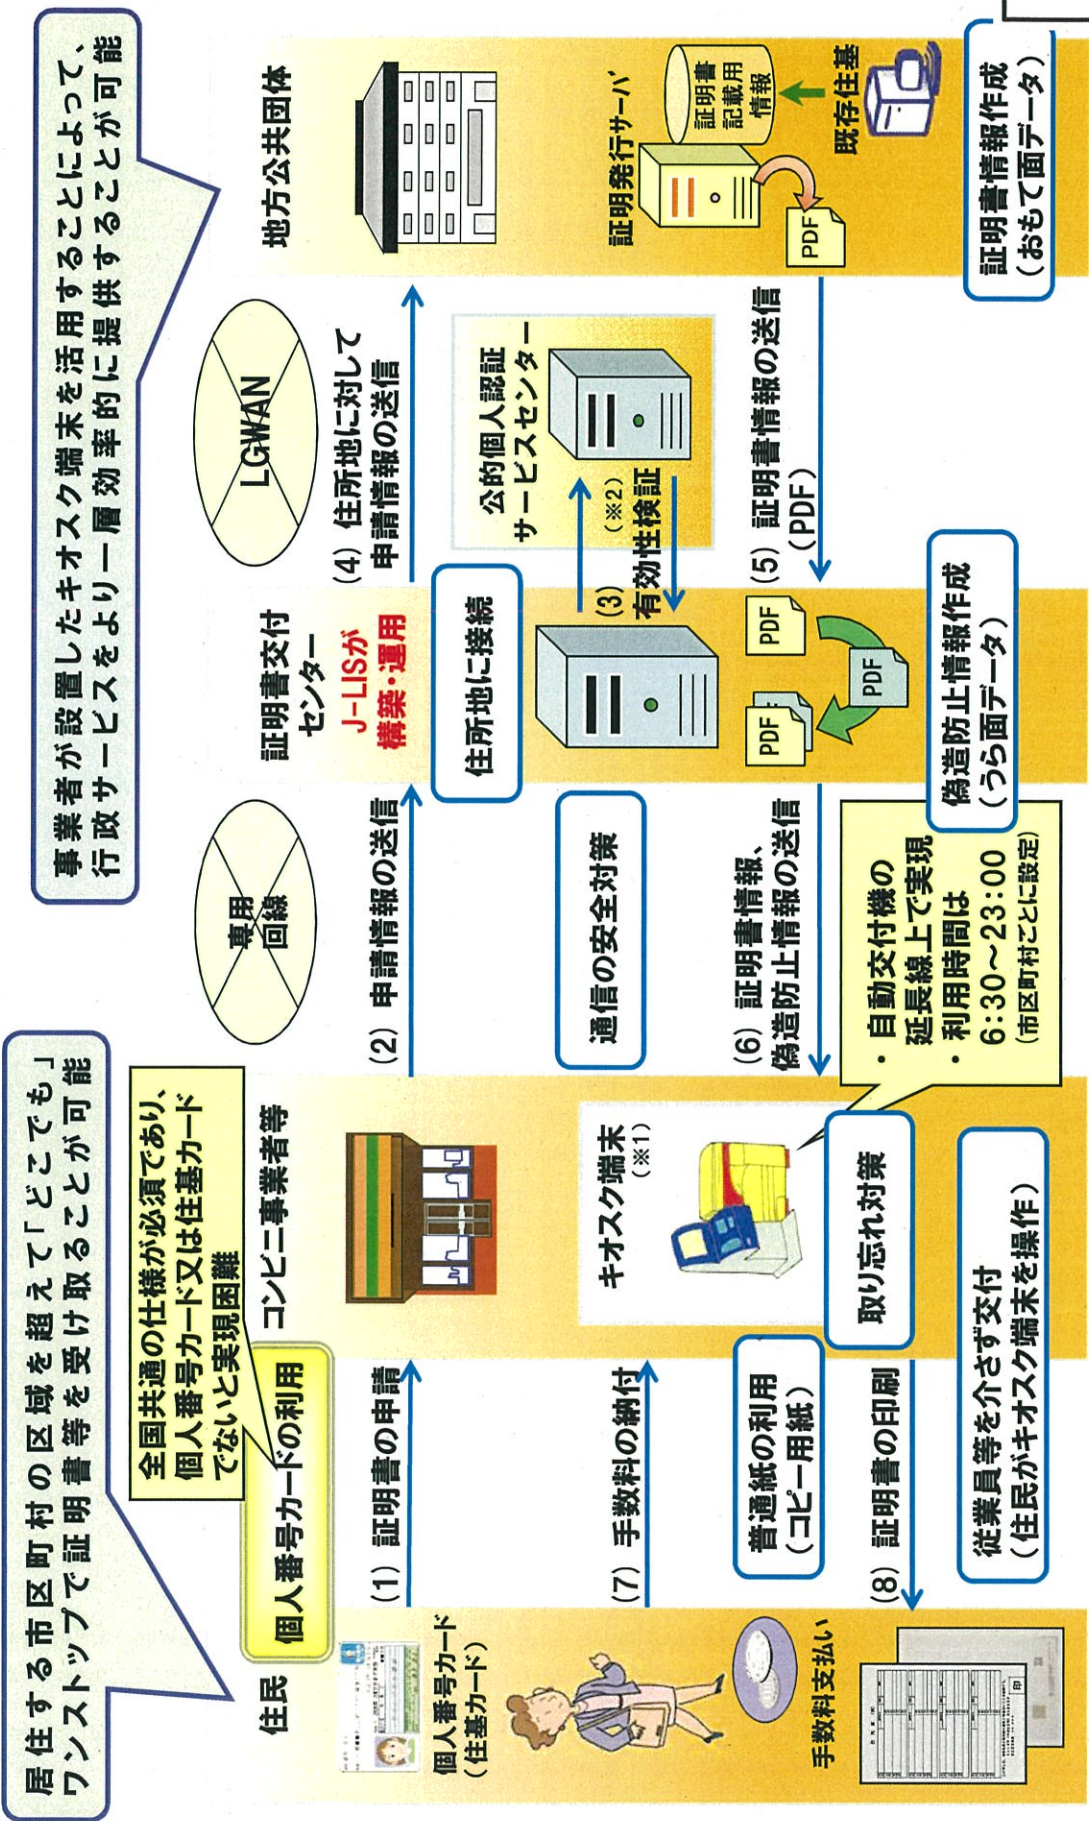 居住する市区町村の区域を超えて「どこでも」
ワンストップで証明書等を受け取ることが可能
事業者が設置したキオスク端末を活用することによって、
行政サービスをより一層効率的に提供することが可能
全国共通の仕様が必須であり、
個人番号カード又は住基カード
でないと実現困難
個人番号カードの利用
住民
コンビニ事業者等
専用
回線
証明書交付
センター
J-LISが
構築・運用
LGWAN
地方公共団体
(1) 証明書の申請
(2) 申請情報の送信
(4) 住所地に対して
申請情報の送信
個人番号カード
(住基カード)
住所地に接続
公的個人認証
サービスセンター
(3)
(※2)
有効性検証
通信の安全対策
キオスク端末
(※1)
証明発行サーバ
証明書
記載用
情報
既存住基
PDF
(7) 手数料の納付
普通紙の利用
(コピー用紙)
(6) 証明書情報、
偽造防止情報の送信
PDF
PDF
PDF
(5) 証明書情報の送信
(PDF)
手数料支払い
(8) 証明書の印刷
取り忘れ対策
・自動交付機の
延長線上で実現
・利用時間は
6:30~23:00
(市区町村ごとに設定)
従業員等を介さず交付
(住民がキオスク端末を操作)
偽造防止情報作成
(うら面データ)
証明書情報作成
(おもて面データ)
印